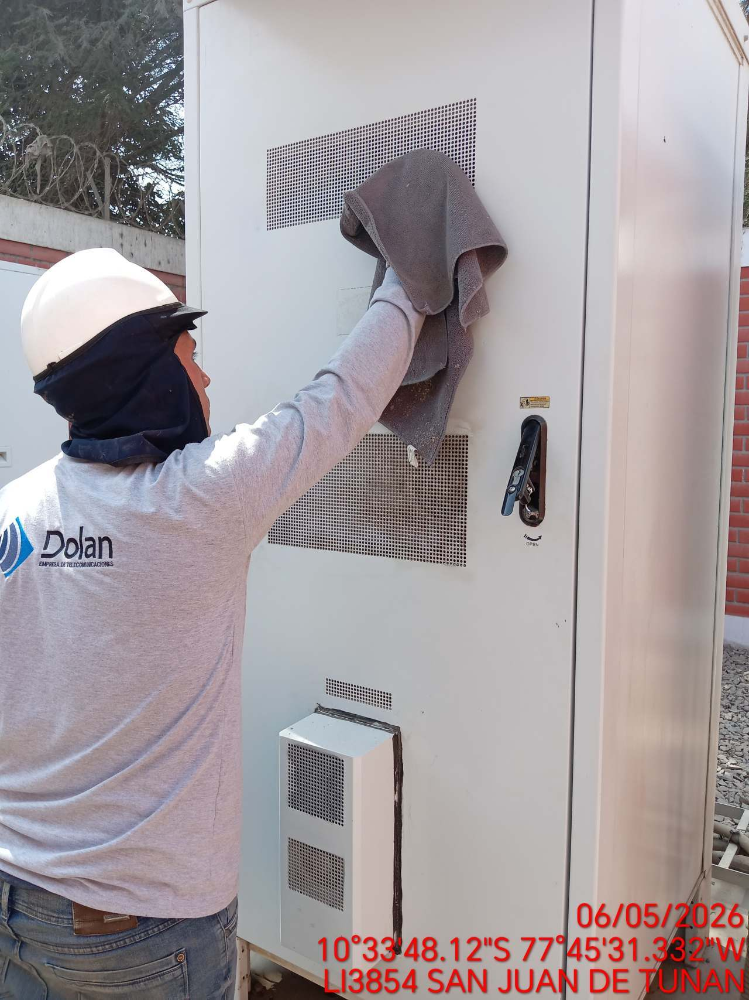 CAUTION
Dolan
EMPRESA DE TELECOMUNICACIONES
OPEN
06/05/2026
10°33'48.12"S 77°45'31.332"W
LI3854 SAN JUAN DE TUNAN